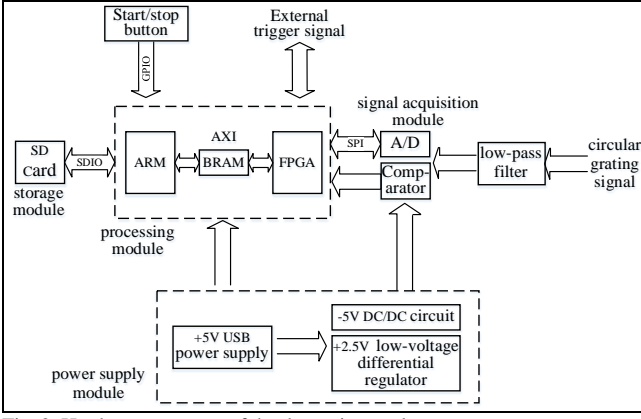 Start/stop
button
External
trigger signal
GPIO
signal acquisition
module
AXI
SPI
A/D
SD
Card
SDIO
ARM
BRAM
FPGA
Comp-
arator
low-pass
filter
circular
grating
signal
storage
module
processing
module
-5V DC/DC circuit
+5V USB
power supply
+2.5V low-voltage
differential
regulator
power supply
module